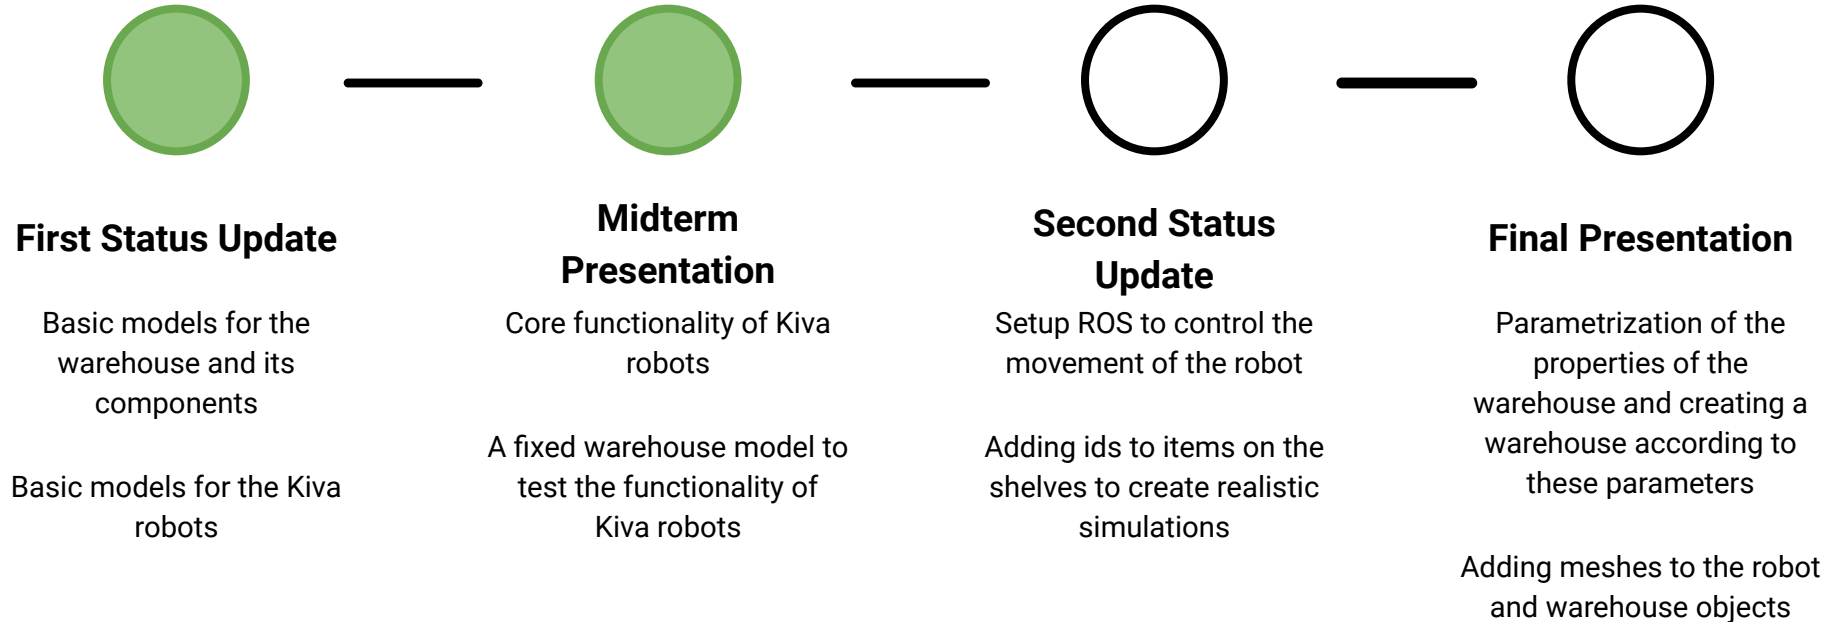 First Status Update
Basic models for the
warehouse and its
components
Basic models for the Kiva
robots
Midterm
Presentation
Core functionality of Kiva
robots
A fixed warehouse model to
test the functionality of
Kiva robots
Second Status
Update
Setup ROS to control the
movement of the robot
Adding ids to items on the
shelves to create realistic
simulations
Final Presentation
Parametrization of the
properties of the
warehouse and creating a
warehouse according to
these parameters
Adding meshes to the robot
and warehouse objects